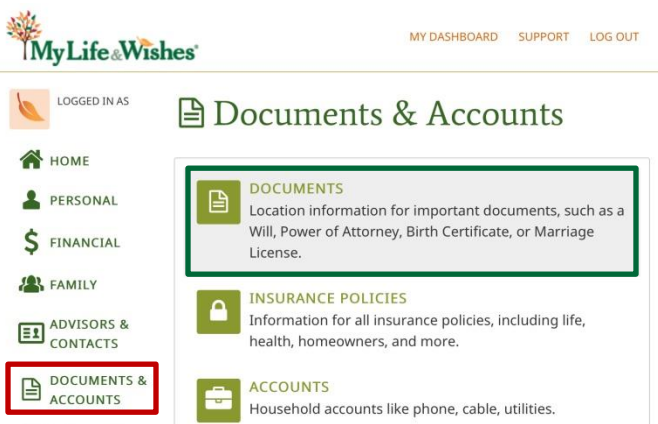 MyLife&Wishes®
MY DASHBOARD SUPPORT LOG OUT
LOGGED IN AS
Documents & Accounts
HOME
PERSONAL
FINANCIAL
FAMILY
ADVISORS &
CONTACTS
DOCUMENTS &
ACCOUNTS
DOCUMENTS
Location information for important documents, such as a
Will, Power of Attorney, Birth Certificate, or Marriage
License.
INSURANCE POLICIES
Information for all insurance policies, including life,
health, homeowners, and more.
ACCOUNTS
Household accounts like phone, cable, utilities.